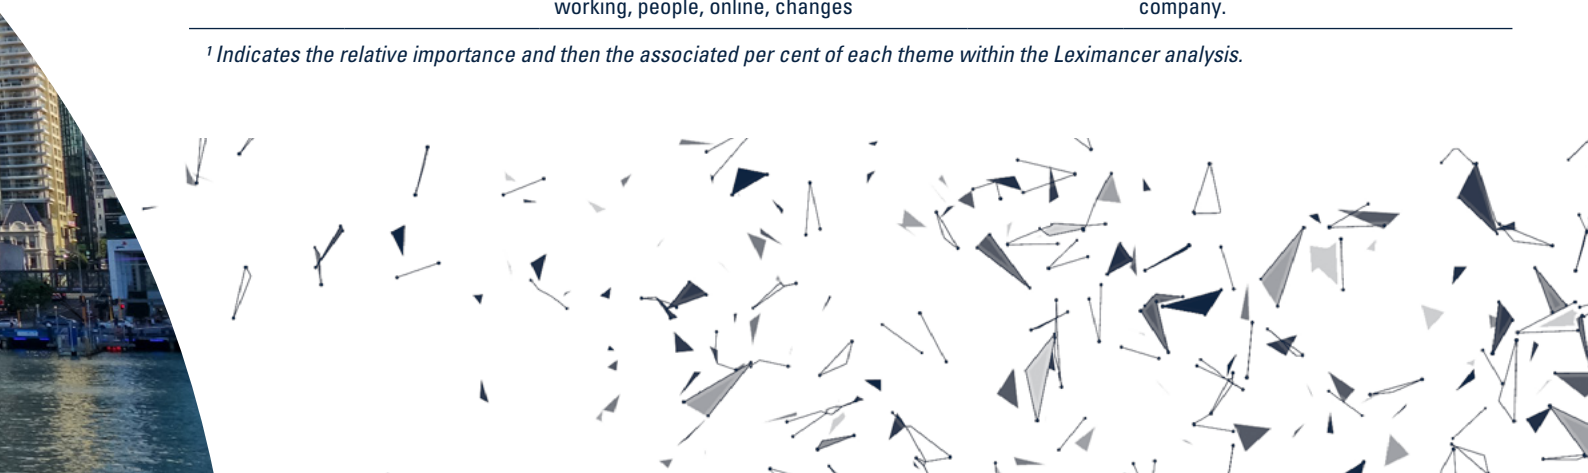 working, people, online, changes
company.
¹ Indicates the relative importance and then the associated per cent of each theme within the Leximancer analysis.